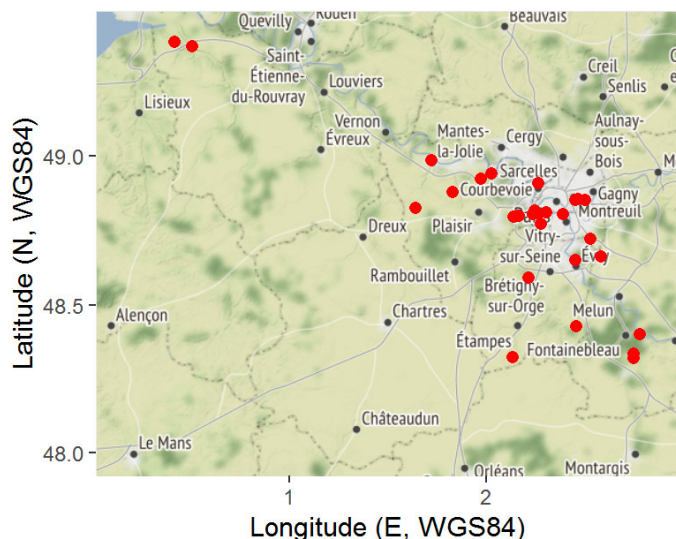 Beauvais
Quevilly
Rouen
Saint-
Étienne-
du-Rouvray
Creil
Senlis
Louviers
Lisieux
Vernon
Évreux
Mantes-
la-Jolie
Cergy
Aulnay-
sous-
Bois
Sarcelles
Courbevoie
Gagny
Montreuil
Plaisir
Dreux
Vitry-
sur-Seine
Évry
Rambouillet
Brétigny-
sur-Orge
Melun
Alençon
Chartres
Étampes
Fontainebleau
Châteaudun
Le Mans
Orléans
Montargis
49.0
48.5
48.0
1
2
Latitude (N, WGS84)
Longitude (E, WGS84)